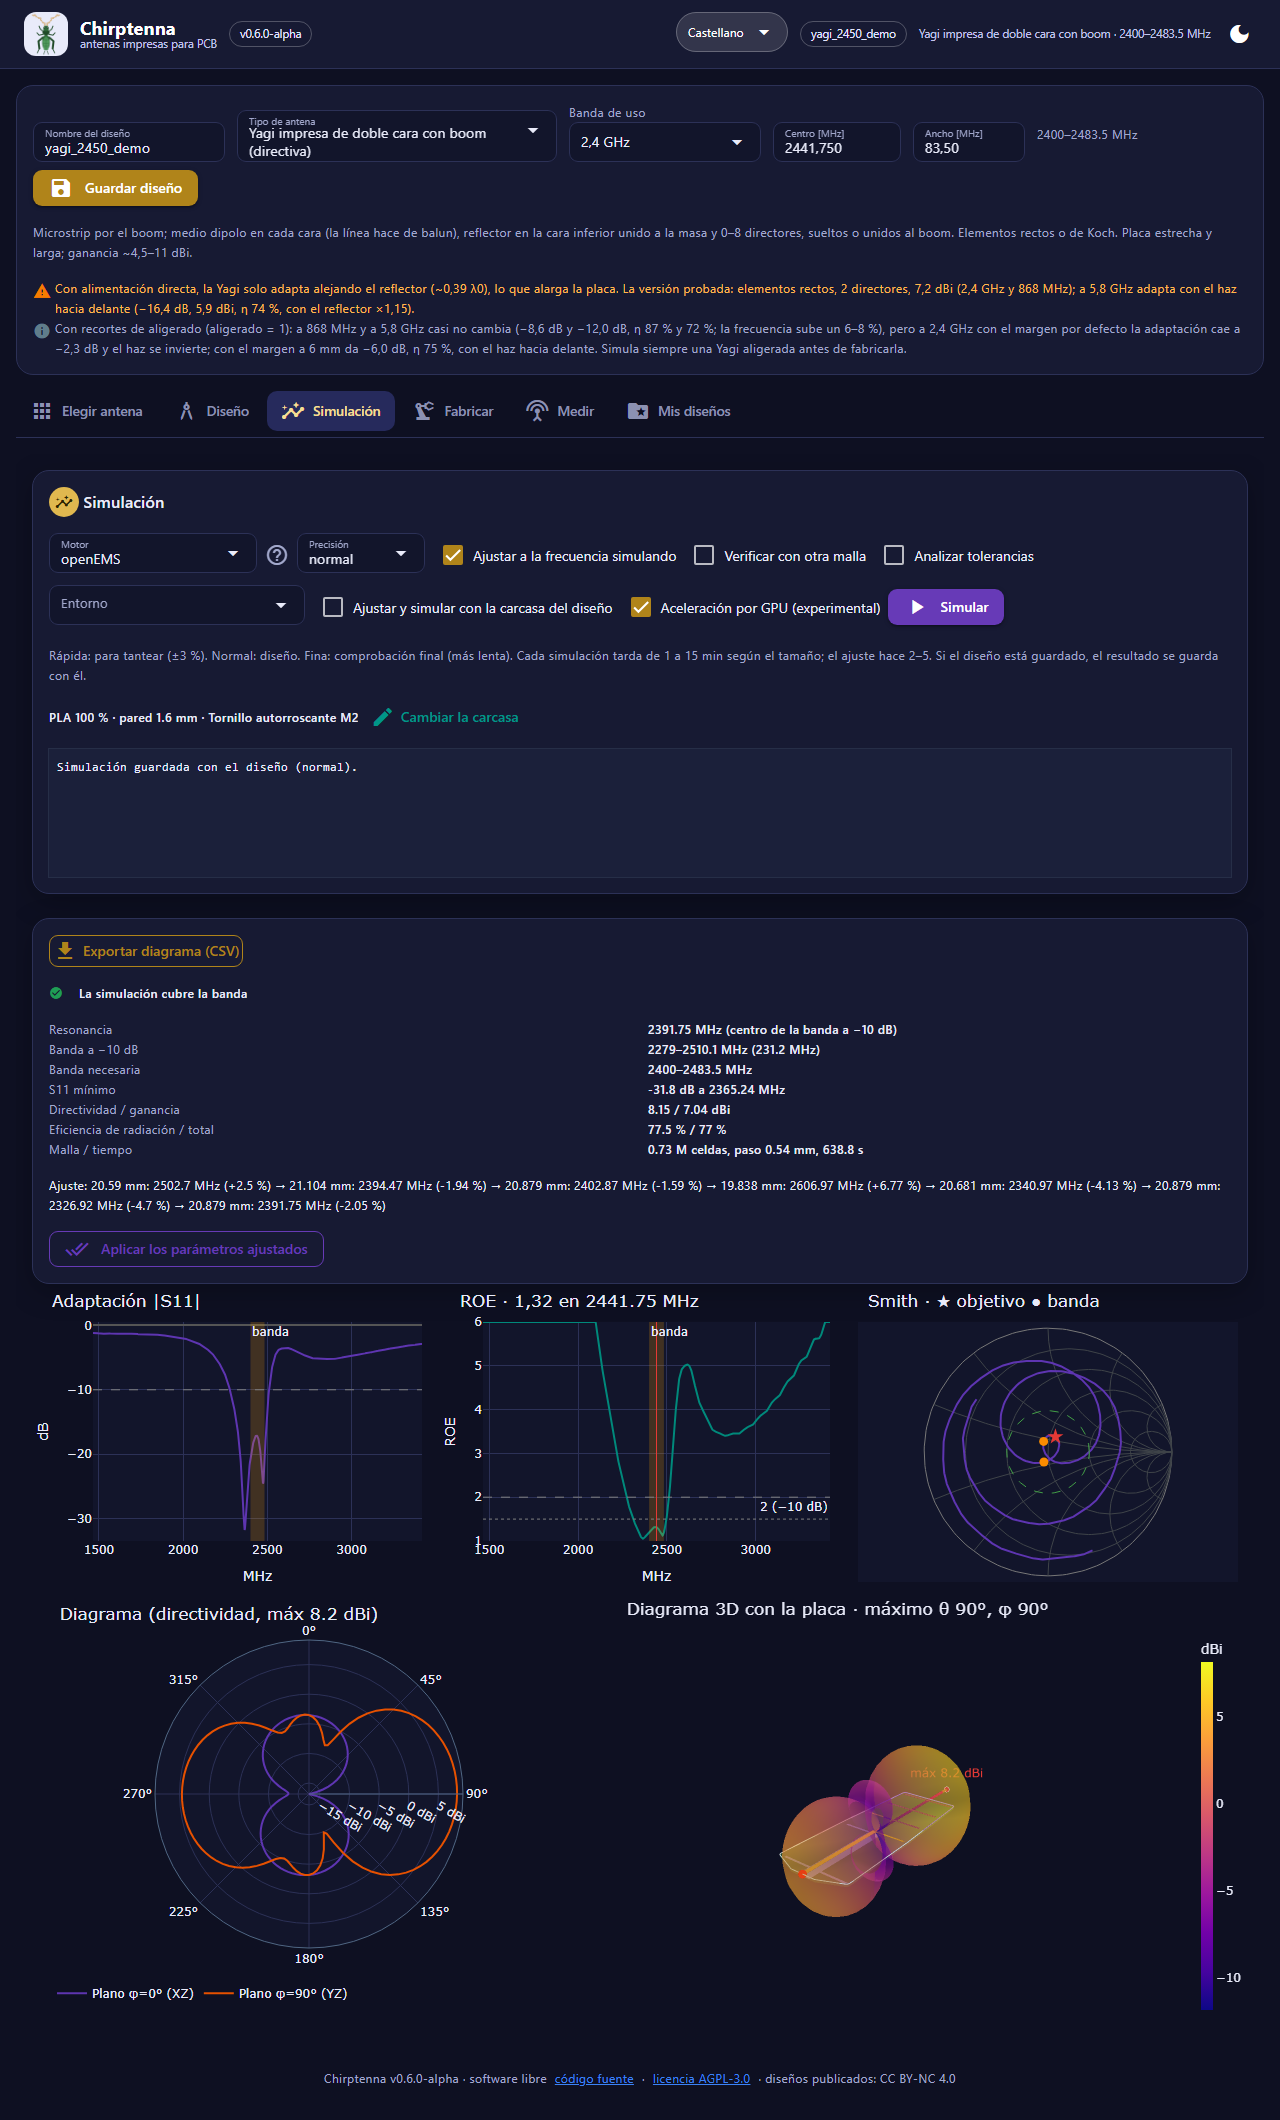 Chirptenna
antenas impresas para PCB
v0.6.0-alpha
Castellano
yagi_2450_demo
Yagi impresa de doble cara con boom · 2400–2483.5 MHz
Nombre del diseño
yagi_2450_demo
Tipo de antena
Yagi impresa de doble cara con boom
(directiva)
Banda de uso
2,4 GHz
Centro [MHz]
2441,750
Ancho [MHz]
83,50
2400–2483.5 MHz
Guardar diseño
Microstrip por el boom; medio dipolo en cada cara (la línea hace de balun), reflector en la cara inferior unido a la masa y 0–8 directores, sueltos o unidos al boom. Elementos rectos o de Koch. Placa estrecha y
larga; ganancia ~4,5–11 dBi.
Con alimentación directa, la Yagi solo adapta alejando el reflector (~0,39 λ0), lo que alarga la placa. La versión probada: elementos rectos, 2 directores, 7,2 dBi (2,4 GHz y 868 MHz); a 5,8 GHz adapta con el haz
hacia delante (−16,4 dB, 5,9 dBi, η 74 %, con el reflector ×1,15).
Con recortes de aligerado (aligerado = 1): a 868 MHz y a 5,8 GHz casi no cambia (−8,6 dB y −12,0 dB, η 87 % y 72 %; la frecuencia sube un 6–8 %), pero a 2,4 GHz con el margen por defecto la adaptación cae a
−2,3 dB y el haz se invierte; con el margen a 6 mm da −6,0 dB, η 75 %, con el haz hacia delante. Simula siempre una Yagi aligerada antes de fabricarla.
Elegir antena
Diseño
Simulación
Fabricar
Medir
Mis diseños
Simulación
Motor
openEMS
Precisión
normal
Ajustar a la frecuencia simulando
Verificar con otra malla
Analizar tolerancias
Entorno
Ajustar y simular con la carcasa del diseño
Aceleración por GPU (experimental)
Simular
Rápida: para tantear (±3 %). Normal: diseño. Fina: comprobación final (más lenta). Cada simulación tarda de 1 a 15 min según el tamaño; el ajuste hace 2–5. Si el diseño está guardado, el resultado se guarda
con él.
PLA 100 % · pared 1.6 mm · Tornillo autorroscante M2
Cambiar la carcasa
Simulación guardada con el diseño (normal).
Exportar diagrama (CSV)
La simulación cubre la banda
Resonancia 2391.75 MHz (centro de la banda a −10 dB)
Banda a −10 dB 2279–2510.1 MHz (231.2 MHz)
Banda necesaria 2400–2483.5 MHz
S11 mínimo -31.8 dB a 2365.24 MHz
Directividad / ganancia 8.15 / 7.04 dBi
Eficiencia de radiación / total 77.5 % / 77 %
Malla / tiempo 0.73 M celdas, paso 0.54 mm, 638.8 s
Ajuste: 20.59 mm: 2502.7 MHz (+2.5 %) → 21.104 mm: 2394.47 MHz (-1.94 %) → 20.879 mm: 2402.87 MHz (-1.59 %) → 19.838 mm: 2606.97 MHz (+6.77 %) → 20.681 mm: 2340.97 MHz (-4.13 %) → 20.879 mm:
2326.92 MHz (-4.7 %) → 20.879 mm: 2391.75 MHz (-2.05 %)
Aplicar los parámetros ajustados
Adaptación |S11|
banda
0
−10
−20
−30
dB
1500 2000 2500 3000
MHz
ROE · 1,32 en 2441.75 MHz
banda
6
5
4
3
2
1
ROE
2 (−10 dB)
1500 2000 2500 3000
MHz
Smith · ★ objetivo ● banda
Diagrama (directividad, máx 8.2 dBi)
0°
45°
90°
135°
180°
225°
270°
315°
−15 dBi
−10 dBi
−5 dBi
0 dBi
5 dBi
Plano φ=0° (XZ)
Plano φ=90° (YZ)
Diagrama 3D con la placa · máximo θ 90°, φ 90°
máx 8.2 dBi
dBi
5
0
−5
−10
Chirptenna v0.6.0-alpha · software libre código fuente · licencia AGPL-3.0 · diseños publicados: CC BY-NC 4.0